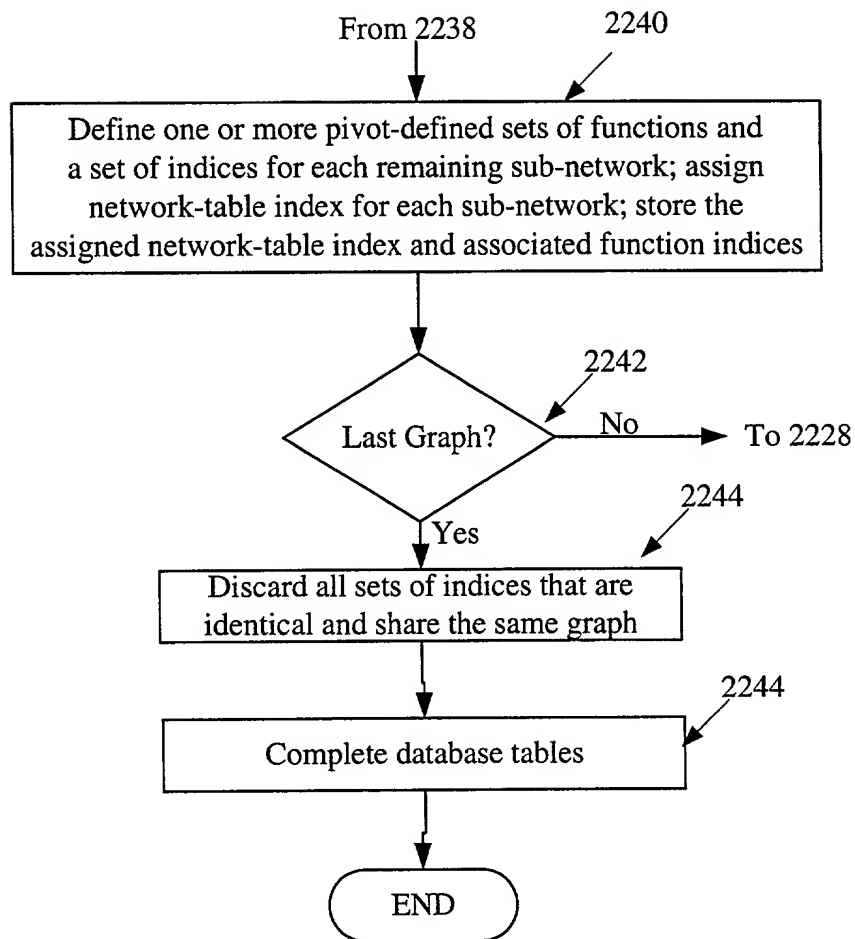 From 2238
2240
Define one or more pivot-defined sets of functions and
a set of indices for each remaining sub-network; assign
network-table index for each sub-network; store the
assigned network-table index and associated function indices
2242
Last Graph?
No
To 2228
Yes
2244
Discard all sets of indices that are
identical and share the same graph
2244
Complete database tables
END